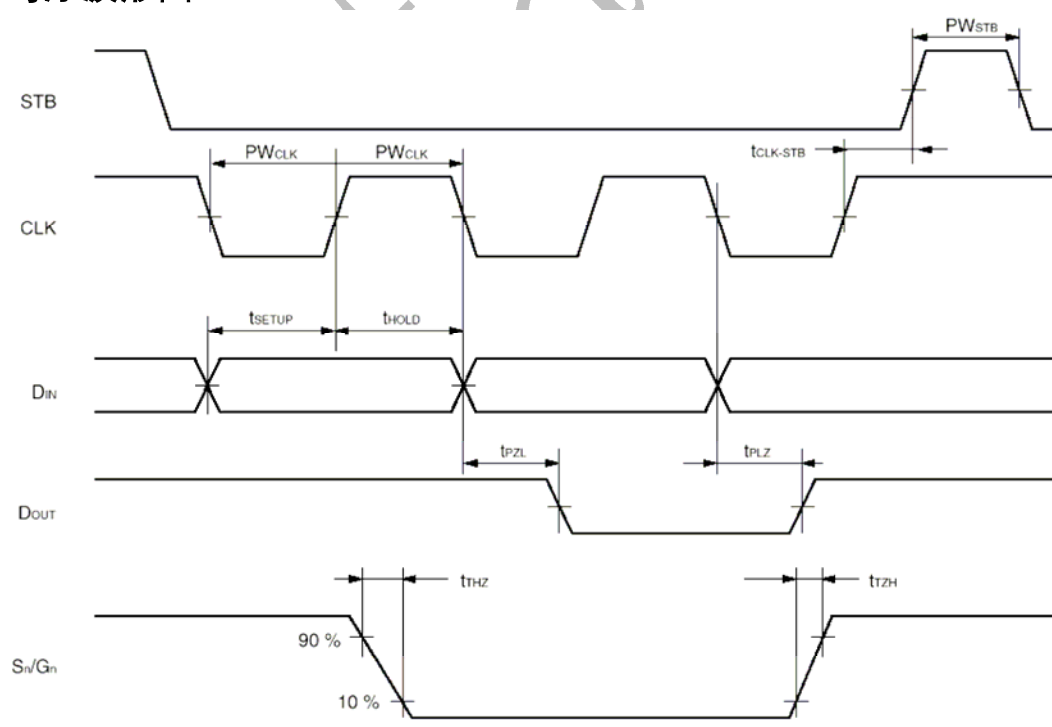 PWSTB
STB
PWCLK PWCLK
tCLK-STB
CLK
tSETUP tHOLD
DIN
tPZL tPLZ
DOUT
tTHZ tTZH
90 %
Sn/Gn
10 %